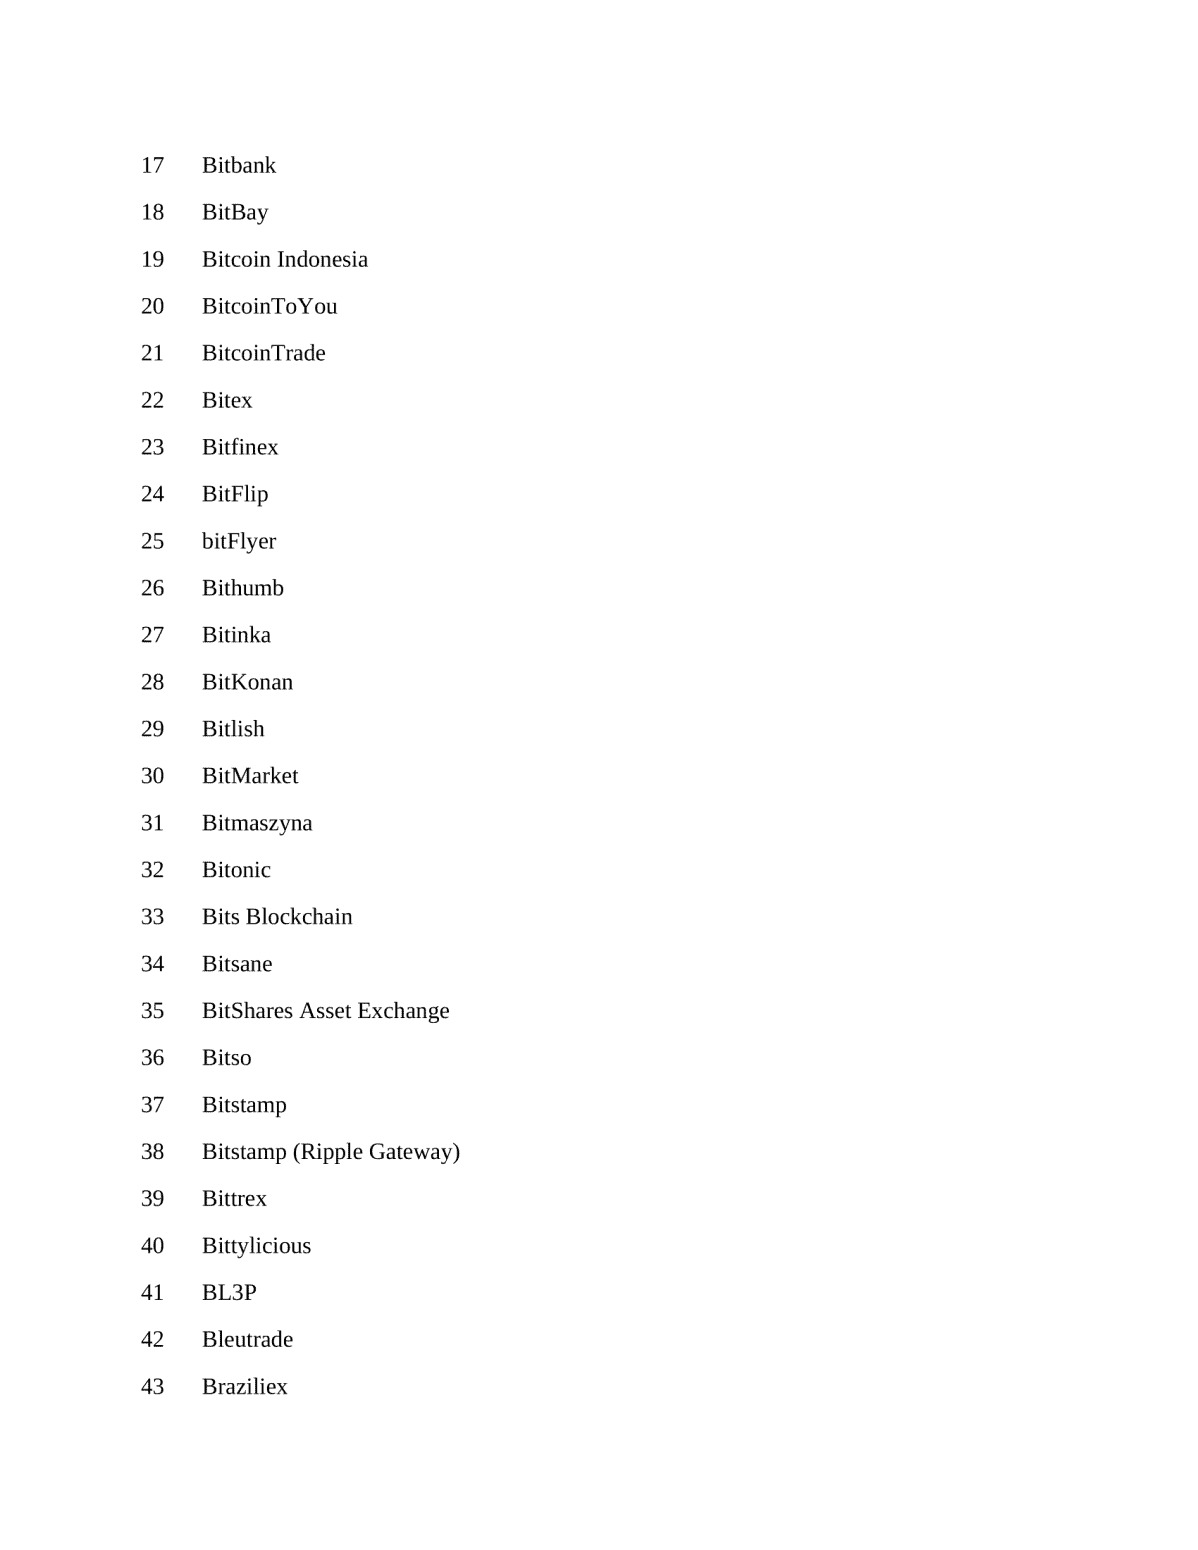 17 Bitbank
18 BitBay
19 Bitcoin Indonesia
20 BitcoinToYou
21 BitcoinTrade
22 Bitex
23 Bitfinex
24 BitFlip
25 bitFlyer
26 Bithumb
27 Bitinka
28 BitKonan
29 Bitlish
30 BitMarket
31 Bitmaszyna
32 Bitonic
33 Bits Blockchain
34 Bitsane
35 BitShares Asset Exchange
36 Bitso
37 Bitstamp
38 Bitstamp (Ripple Gateway)
39 Bittrex
40 Bittylicious
41 BL3P
42 Bleutrade
43 Braziliex